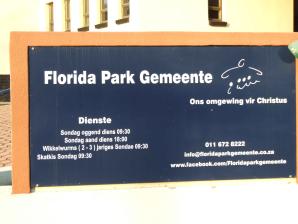 Florida Park Gemeente
Ons omgewing vir Christus
Dienste
Sondag oggend diens 09:30
Sondag aand diens 18:00
Wikkelwurms ( 2 - 3 ) jariges Sondae 09:30
Skatkis Sondag 09:30
011 672 8222
info@floridaparkgemeente.co.za
www.facebook.com/Floridaparkgemeente